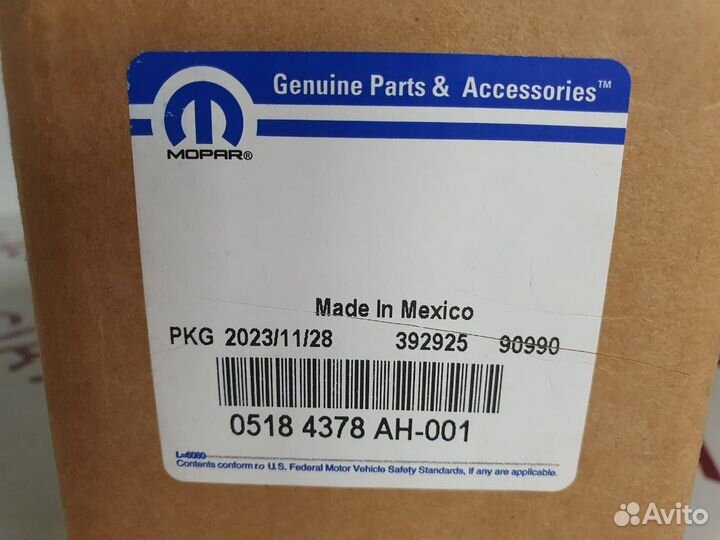 Genuine Parts & Accessories™
MOPAR®
Made In Mexico
PKG 2023/11/28 392925 90990
0518 4378 AH-001
L=6080
Contents conform to U.S. Federal Motor Vehicle Safety Standards, if any are applicable.
Avito